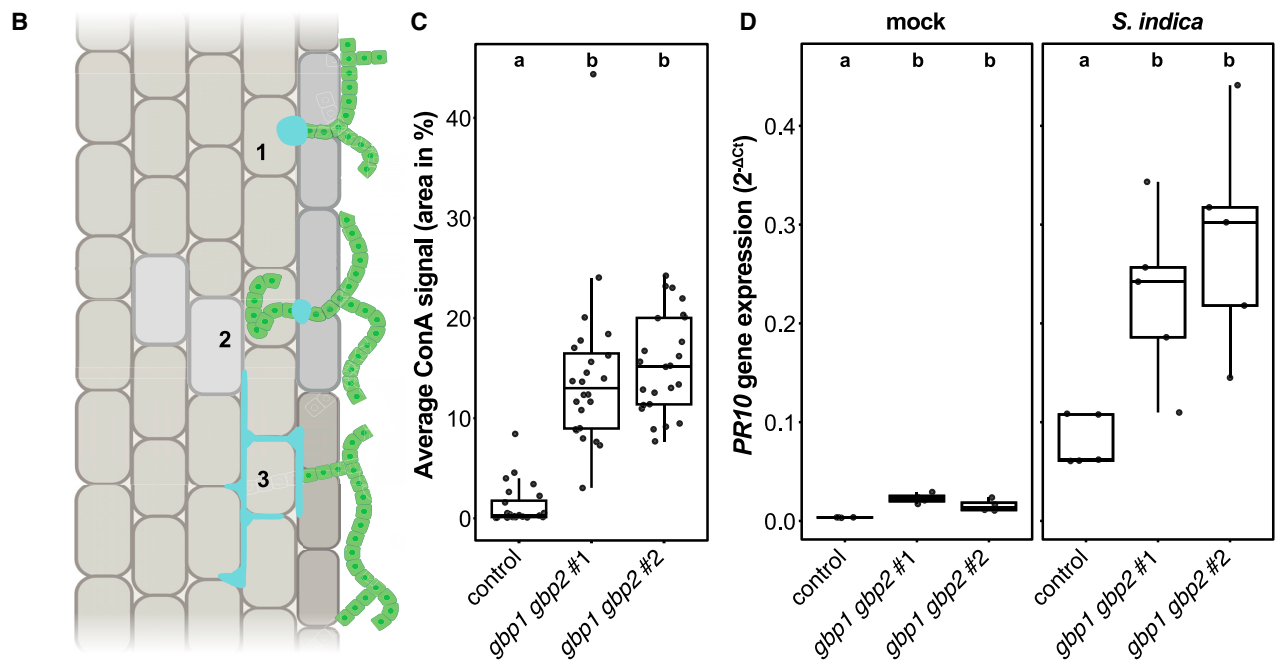 B
1
2
3
C
Average ConA signal (area in %)
40
30
20
10
0
a
b
b
control
gbp1 gbp2 #1
gbp1 gbp2 #2
D
mock
S. indica
PR10 gene expression (2^-ΔCt)
0.4
0.3
0.2
0.1
0.0
a
b
b
a
b
b
control
gbp1 gbp2 #1
gbp1 gbp2 #2
control
gbp1 gbp2 #1
gbp1 gbp2 #2